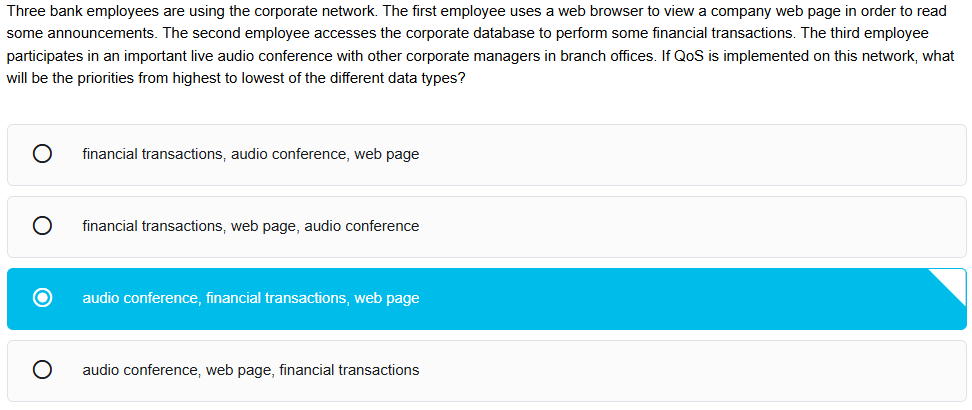 Three bank employees are using the corporate network. The first employee uses a web browser to view a company web page in order to read
some announcements. The second employee accesses the corporate database to perform some financial transactions. The third employee
participates in an important live audio conference with other corporate managers in branch offices. If QoS is implemented on this network, what
will be the priorities from highest to lowest of the different data types?
financial transactions, audio conference, web page
financial transactions, web page, audio conference
audio conference, financial transactions, web page
audio conference, web page, financial transactions